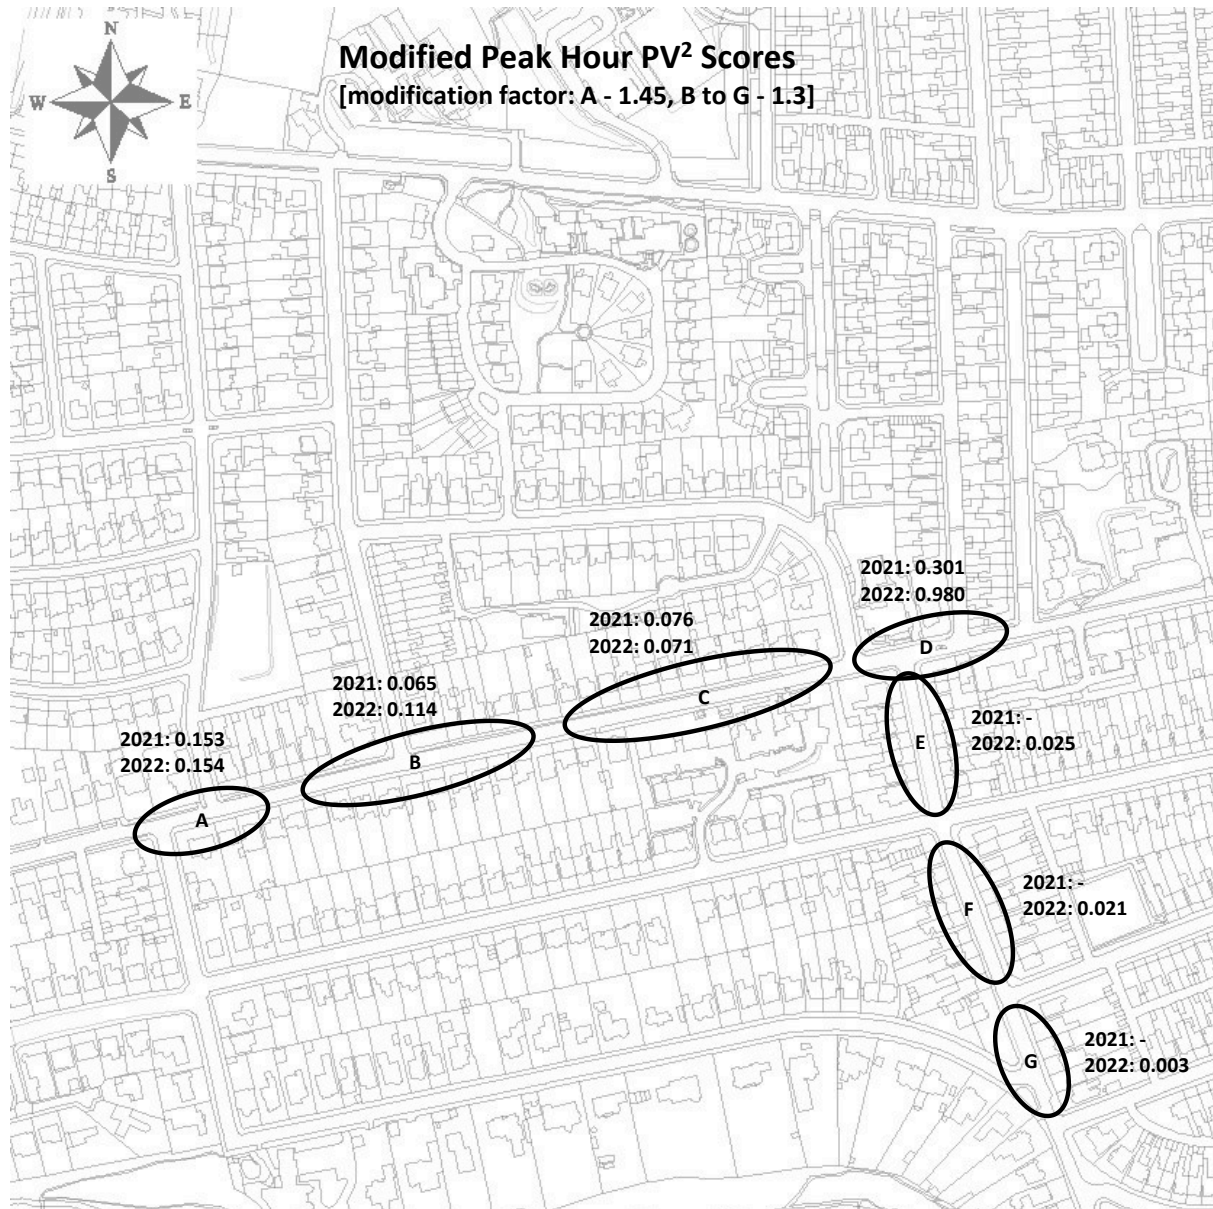 N
W E
S
Modified Peak Hour PV² Scores
[modification factor: A - 1.45, B to G - 1.3]
2021: 0.301
2022: 0.980
D
2021: 0.076
2022: 0.071
C
2021: 0.065
2022: 0.114
B
2021: 0.153
2022: 0.154
A
2021: -
2022: 0.025
E
2021: -
2022: 0.021
F
2021: -
2022: 0.003
G